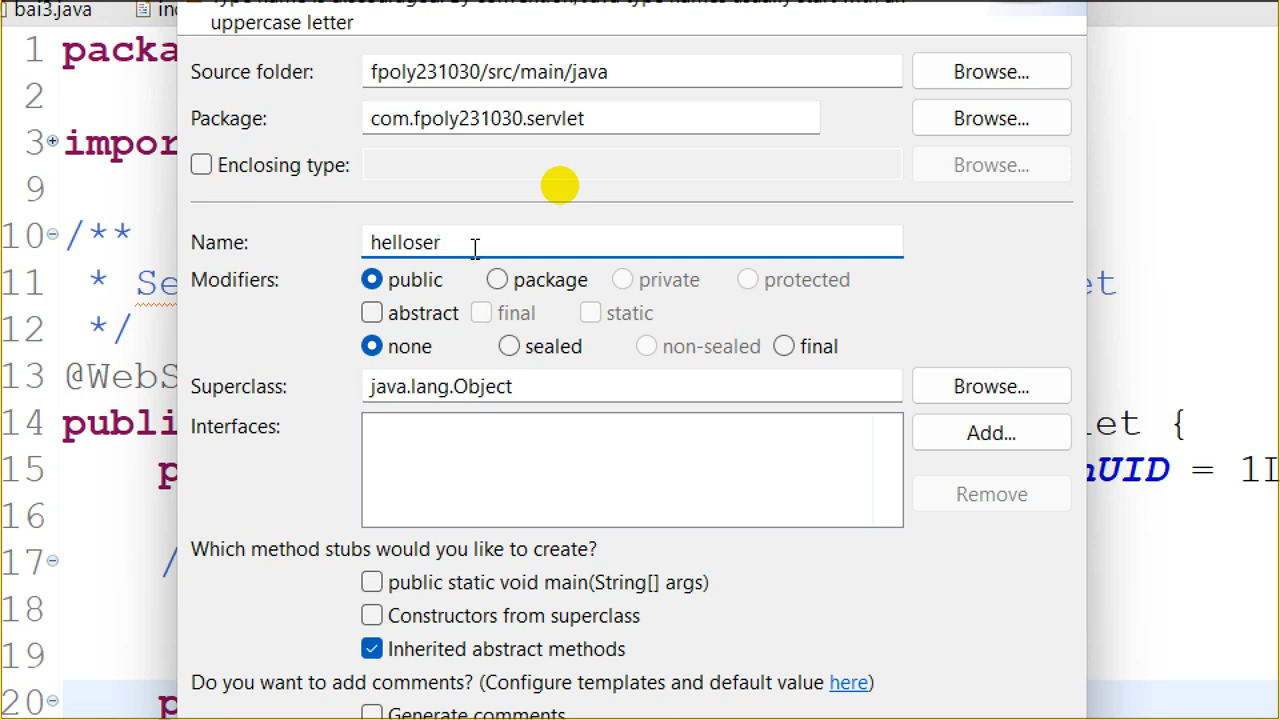 uppercase letter
bai3.java
Source folder: fpoly231030/src/main/java Browse...
Package: com.fpoly231030.servlet Browse...
Enclosing type: Browse...
Name: helloser
Modifiers: public package private protected
abstract final static
none sealed non-sealed final
Superclass: java.lang.Object Browse...
Interfaces: Add...
Remove
Which method stubs would you like to create?
public static void main(String[] args)
Constructors from superclass
Inherited abstract methods
Do you want to add comments? (Configure templates and default value here)
Generate comments
1 packa
2
3 impor
9
10 /**
11 * Se et
12 */
13 @WebS
14 publi let {
15 p nUID = 1L
16
17 /
18
19
20 p